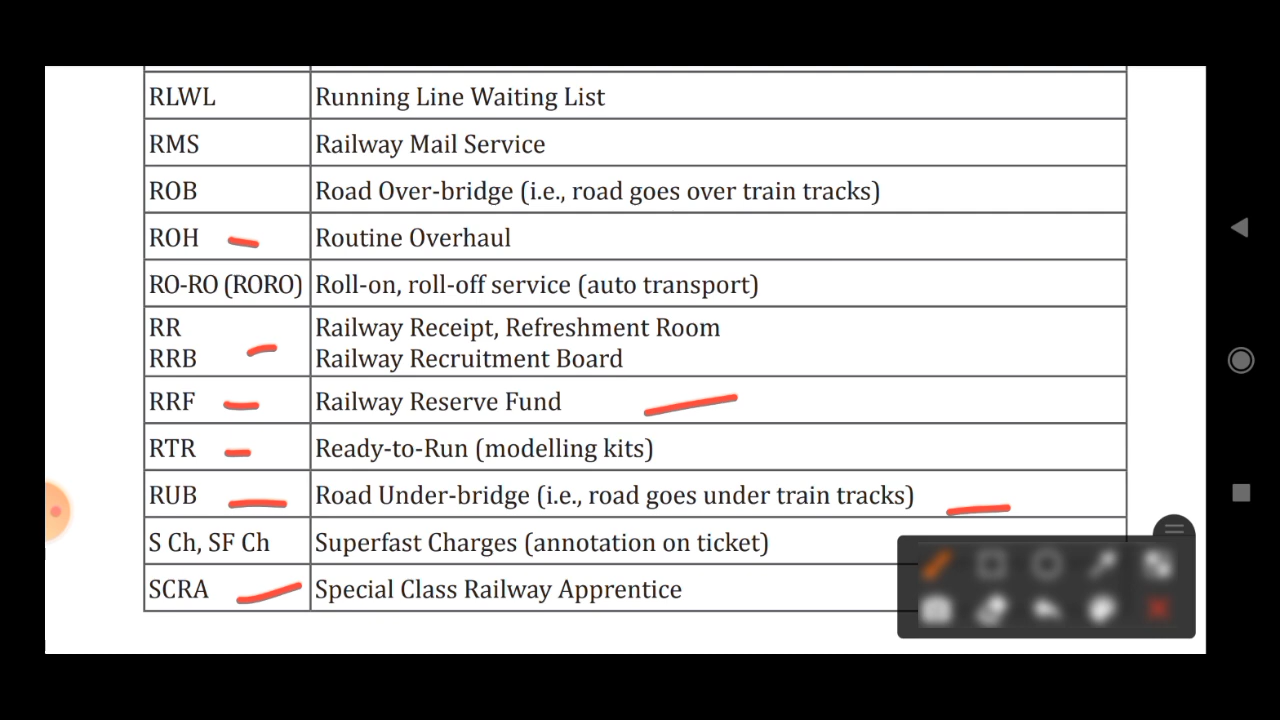 RLWL Running Line Waiting List
RMS Railway Mail Service
ROB Road Over-bridge (i.e., road goes over train tracks)
ROH Routine Overhaul
RO-RO (RORO) Roll-on, roll-off service (auto transport)
RR Railway Receipt, Refreshment Room
RRB Railway Recruitment Board
RRF Railway Reserve Fund
RTR Ready-to-Run (modelling kits)
RUB Road Under-bridge (i.e., road goes under train tracks)
S Ch, SF Ch Superfast Charges (annotation on ticket)
SCRA Special Class Railway Apprentice